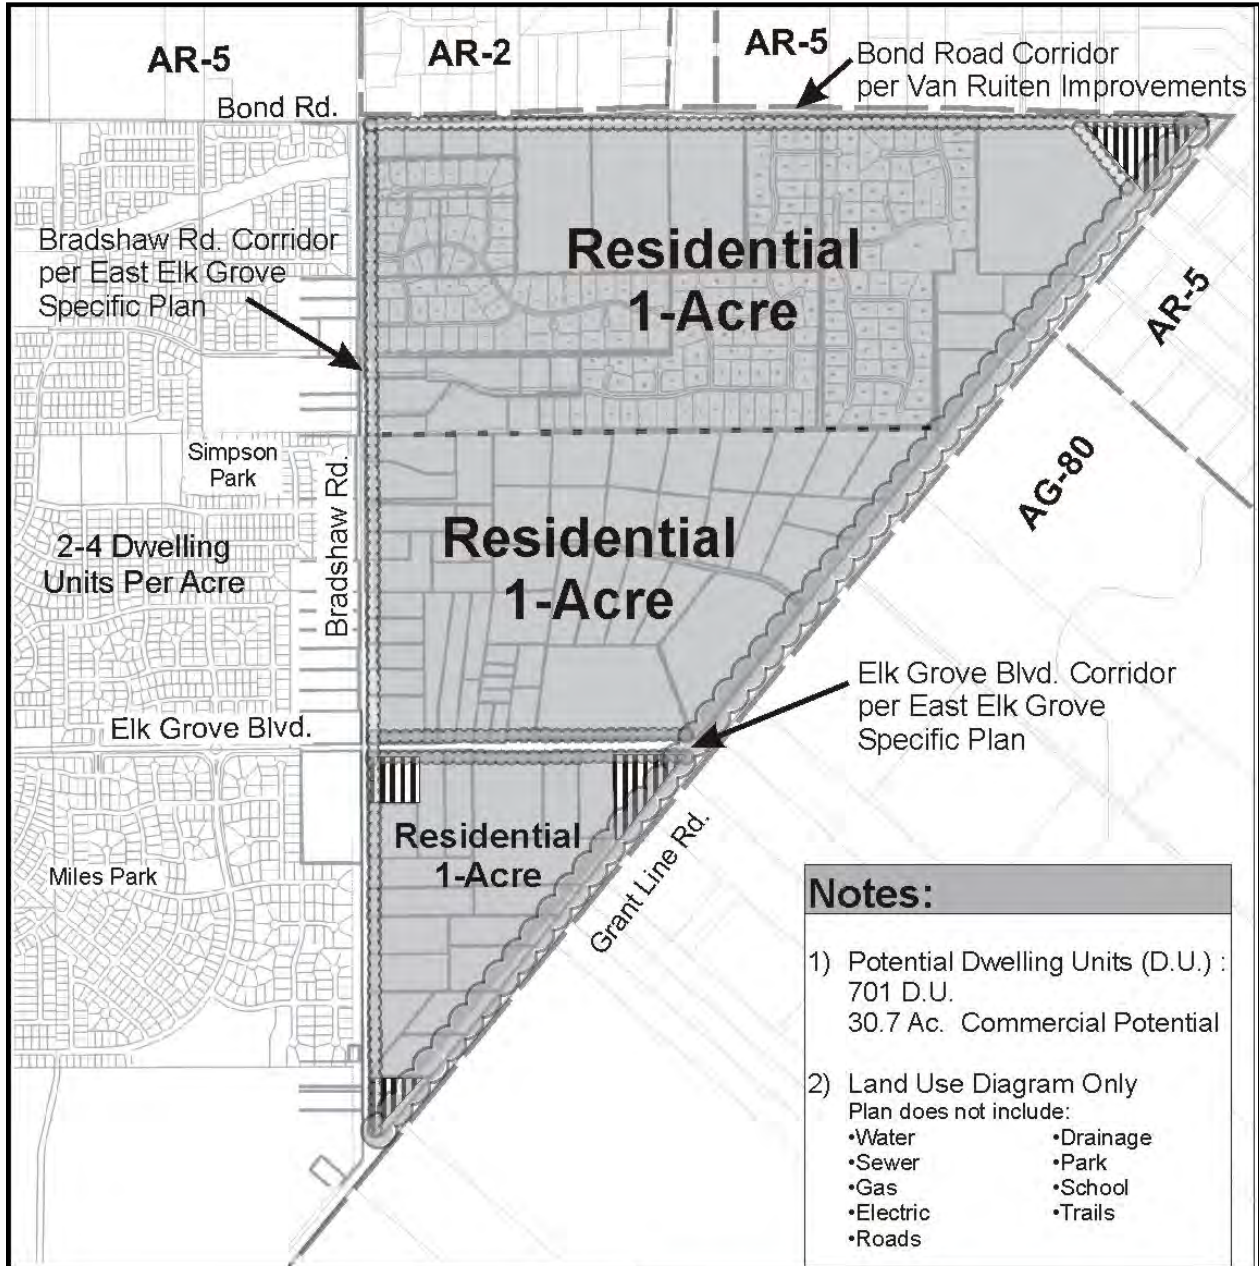 AR-5
AR-2
AR-5
Bond Road Corridor
per Van Ruiten Improvements
Bond Rd.
Bradshaw Rd. Corridor
per East Elk Grove
Specific Plan
Residential
1-Acre
AR-5
Simpson
Park
AG-80
Bradshaw Rd.
2-4 Dwelling
Units Per Acre
Residential
1-Acre
Elk Grove Blvd. Corridor
per East Elk Grove
Specific Plan
Elk Grove Blvd.
Residential
1-Acre
Grant Line Rd.
Miles Park
Notes:
1) Potential Dwelling Units (D.U.) :
701 D.U.
30.7 Ac. Commercial Potential
2) Land Use Diagram Only
Plan does not include:
•Water
•Sewer
•Gas
•Electric
•Roads
•Drainage
•Park
•School
•Trails